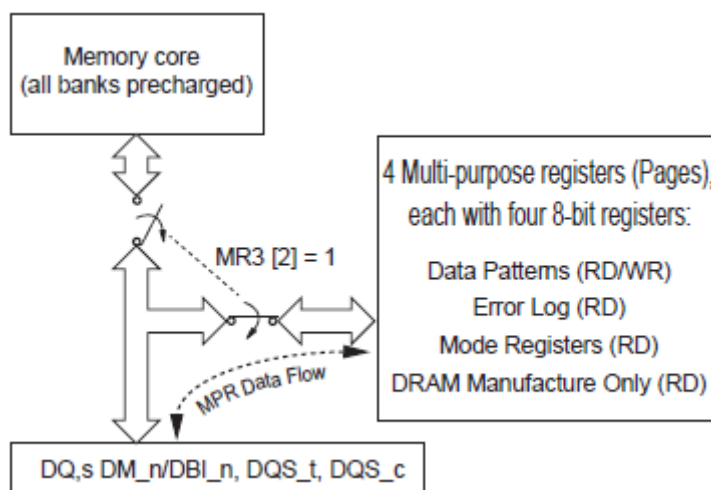 Memory core
(all banks precharged)
4 Multi-purpose registers (Pages),
each with four 8-bit registers:
Data Patterns (RD/WR)
Error Log (RD)
Mode Registers (RD)
DRAM Manufacture Only (RD)
MR3 [2] = 1
MPR Data Flow
DQ,s DM_n/DBI_n, DQS_t, DQS_c